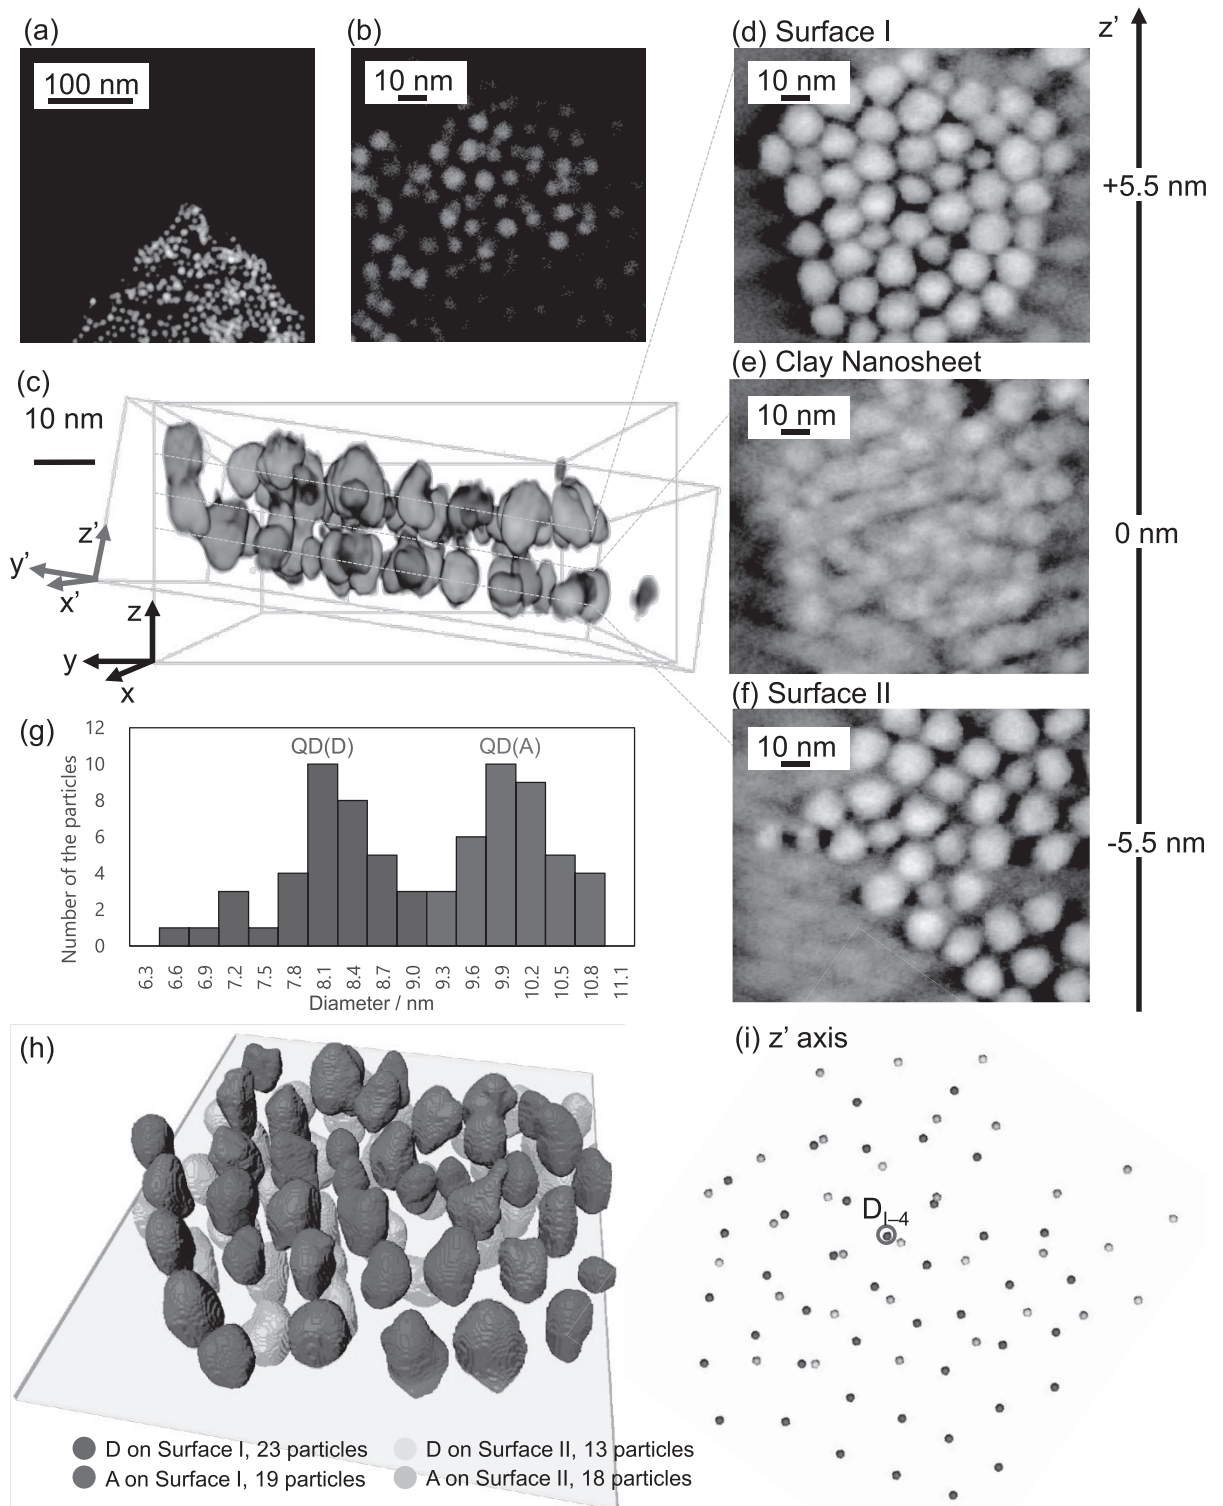 (a)
100 nm
(b)
10 nm
(c)
10 nm
z'
y'
x'
z
y
x
(d) Surface I
10 nm
(e) Clay Nanosheet
10 nm
(f) Surface II
10 nm
z'
+5.5 nm
0 nm
-5.5 nm
(g)
Number of the particles
12
10
8
6
4
2
0
QD(D)
QD(A)
6.3
6.6
6.9
7.2
7.5
7.8
8.1
8.4
8.7
9.0
9.3
9.6
9.9
10.2
10.5
10.8
11.1
Diameter / nm
(h)
D on Surface I, 23 particles
A on Surface I, 19 particles
D on Surface II, 13 particles
A on Surface II, 18 particles
(i) z' axis
D I–4